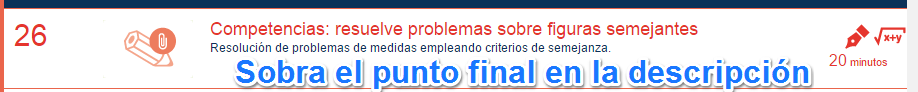 26
Competencias: resuelve problemas sobre figuras semejantes
Resolución de problemas de medidas empleando criterios de semejanza.
√x+y
20 minutos
Sobra el punto final en la descripción